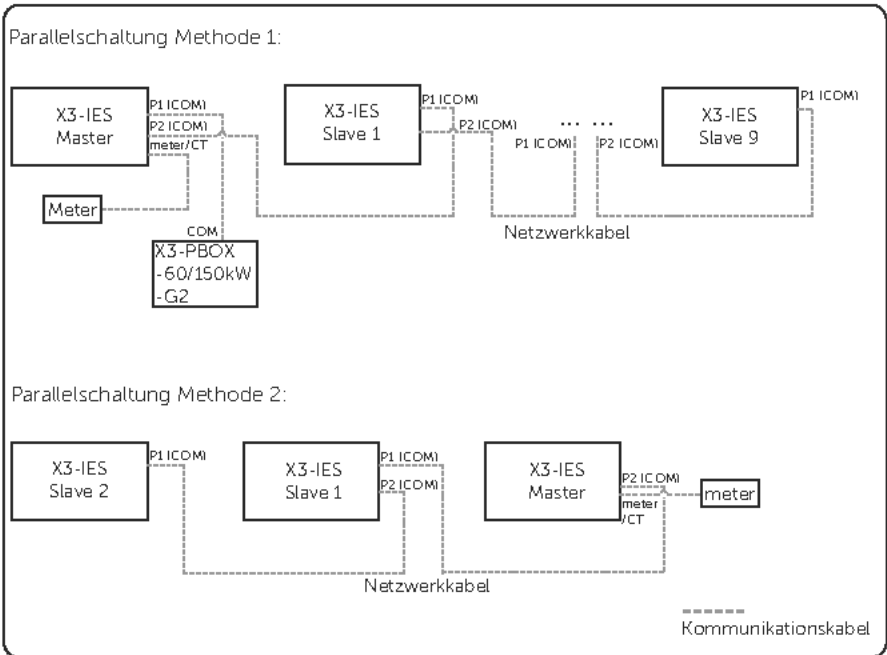 Parallelschaltung Methode 1:
X3-IES
Master
P1 (COM)
P2 (COM)
meter/CT
Meter
COM
X3-PBOX
-60/150kW
-G2
X3-IES
Slave 1
P1 (COM)
P2 (COM)
... ...
P1 (COM)
P2 (COM)
X3-IES
Slave 9
P1 (COM)
Netzwerkkabel
Parallelschaltung Methode 2:
X3-IES
Slave 2
P1 (COM)
X3-IES
Slave 1
P1 (COM)
P2 (COM)
X3-IES
Master
P2 (COM)
meter
/CT
meter
Netzwerkkabel
Kommunikationskabel